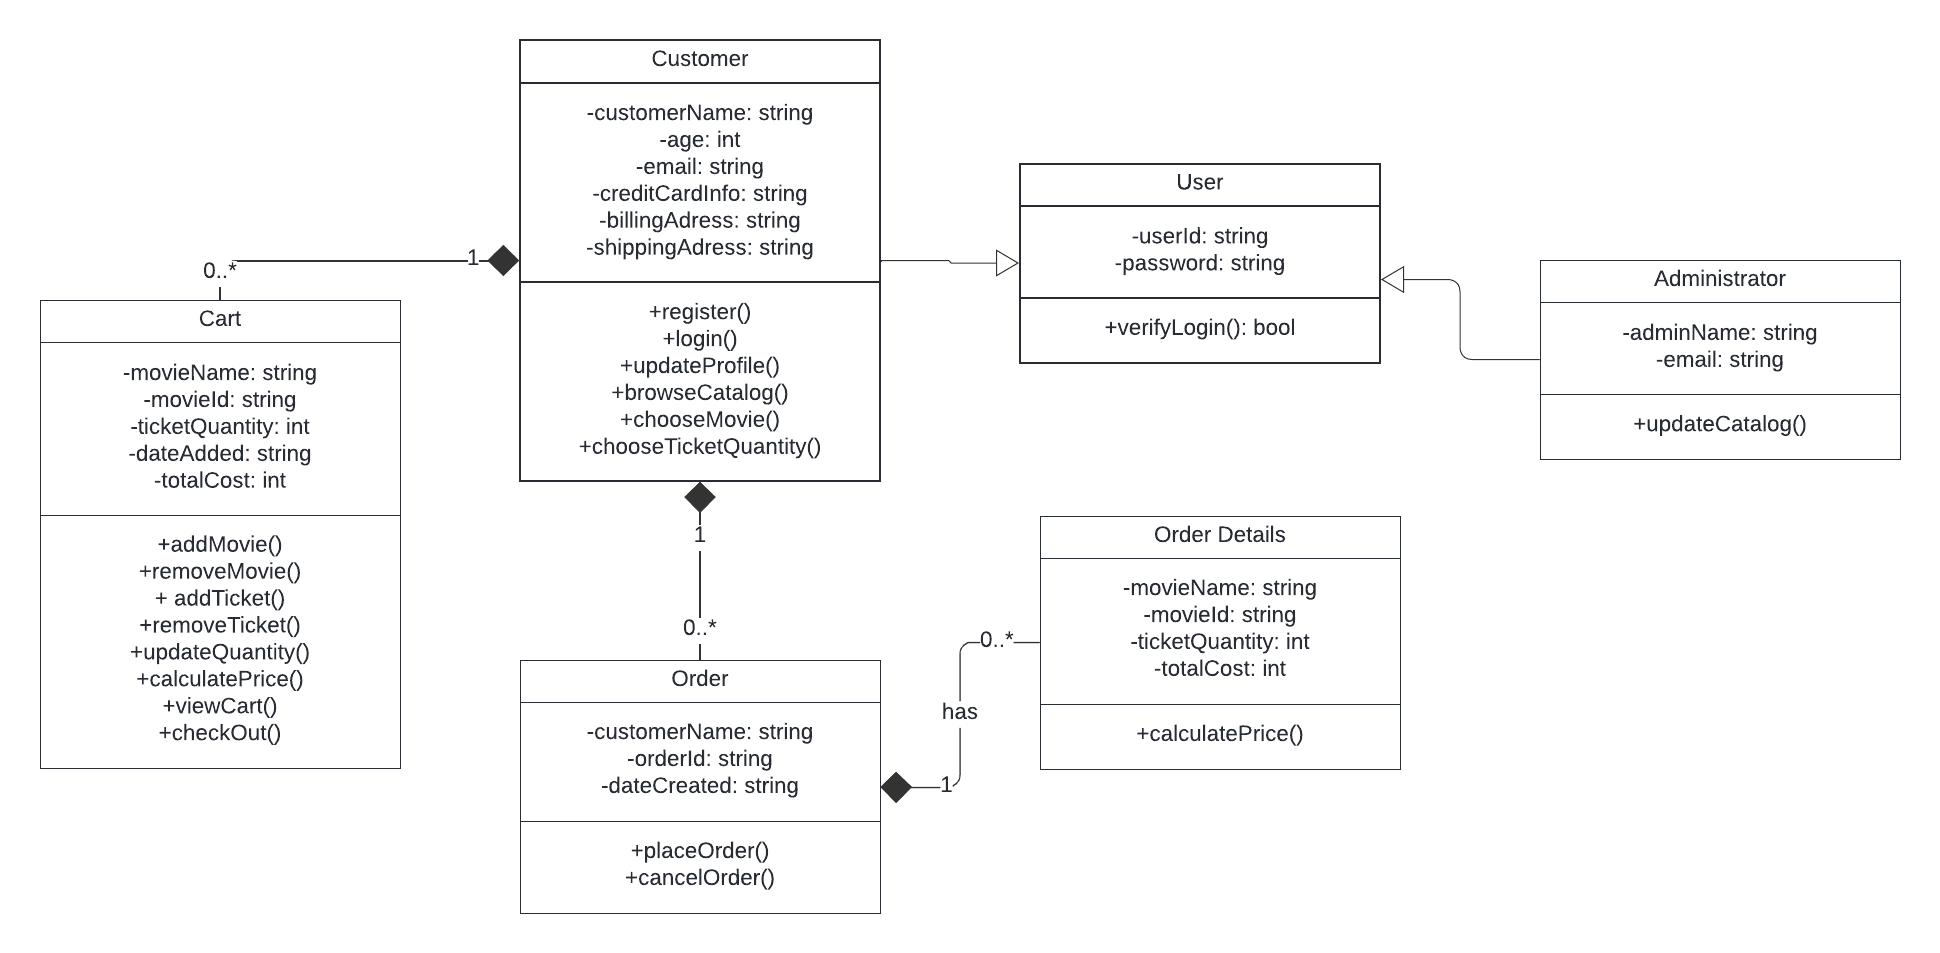 Customer
-customerName: string
-age: int
-email: string
-creditCardInfo: string
-billingAdress: string
-shippingAdress: string
+register()
+login()
+updateProfile()
+browseCatalog()
+chooseMovie()
+chooseTicketQuantity()
1
0..*
Cart
-movieName: string
-movieId: string
-ticketQuantity: int
-dateAdded: string
-totalCost: int
+addMovie()
+removeMovie()
+ addTicket()
+removeTicket()
+updateQuantity()
+calculatePrice()
+viewCart()
+checkOut()
User
-userId: string
-password: string
+verifyLogin(): bool
Administrator
-adminName: string
-email: string
+updateCatalog()
1
0..*
Order
-customerName: string
-orderId: string
-dateCreated: string
+placeOrder()
+cancelOrder()
1
has
0..*
Order Details
-movieName: string
-movieId: string
-ticketQuantity: int
-totalCost: int
+calculatePrice()